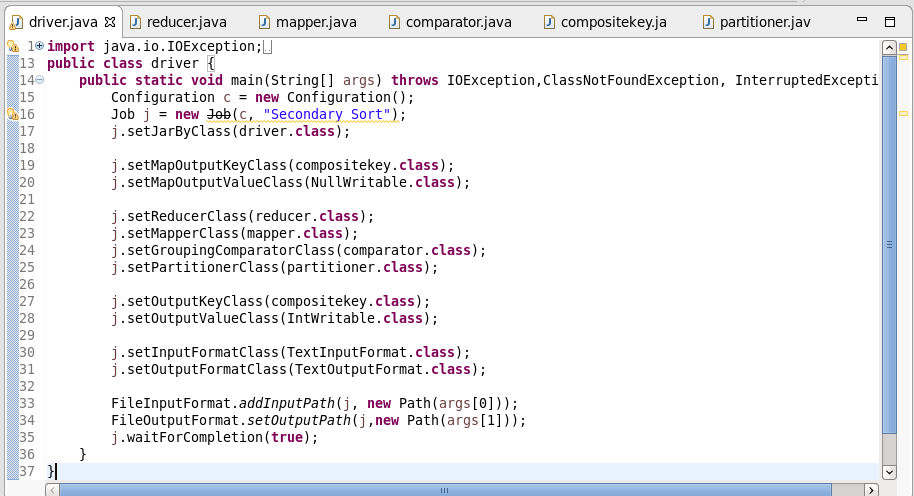 driver.java reducer.java mapper.java comparator.java compositekey.ja partitioner.jav
1 import java.io.IOException;
13 public class driver {
14 public static void main(String[] args) throws IOException,ClassNotFoundException, InterruptedExcepti
15 Configuration c = new Configuration();
16 Job j = new Job(c, "Secondary Sort");
17 j.setJarByClass(driver.class);
18
19 j.setMapOutputKeyClass(compositekey.class);
20 j.setMapOutputValueClass(NullWritable.class);
21
22 j.setReducerClass(reducer.class);
23 j.setMapperClass(mapper.class);
24 j.setGroupingComparatorClass(comparator.class);
25 j.setPartitionerClass(partitioner.class);
26
27 j.setOutputKeyClass(compositekey.class);
28 j.setOutputValueClass(IntWritable.class);
29
30 j.setInputFormatClass(TextInputFormat.class);
31 j.setOutputFormatClass(TextOutputFormat.class);
32
33 FileInputFormat.addInputPath(j, new Path(args[0]));
34 FileOutputFormat.setOutputPath(j,new Path(args[1]));
35 j.waitForCompletion(true);
36 }
37 }